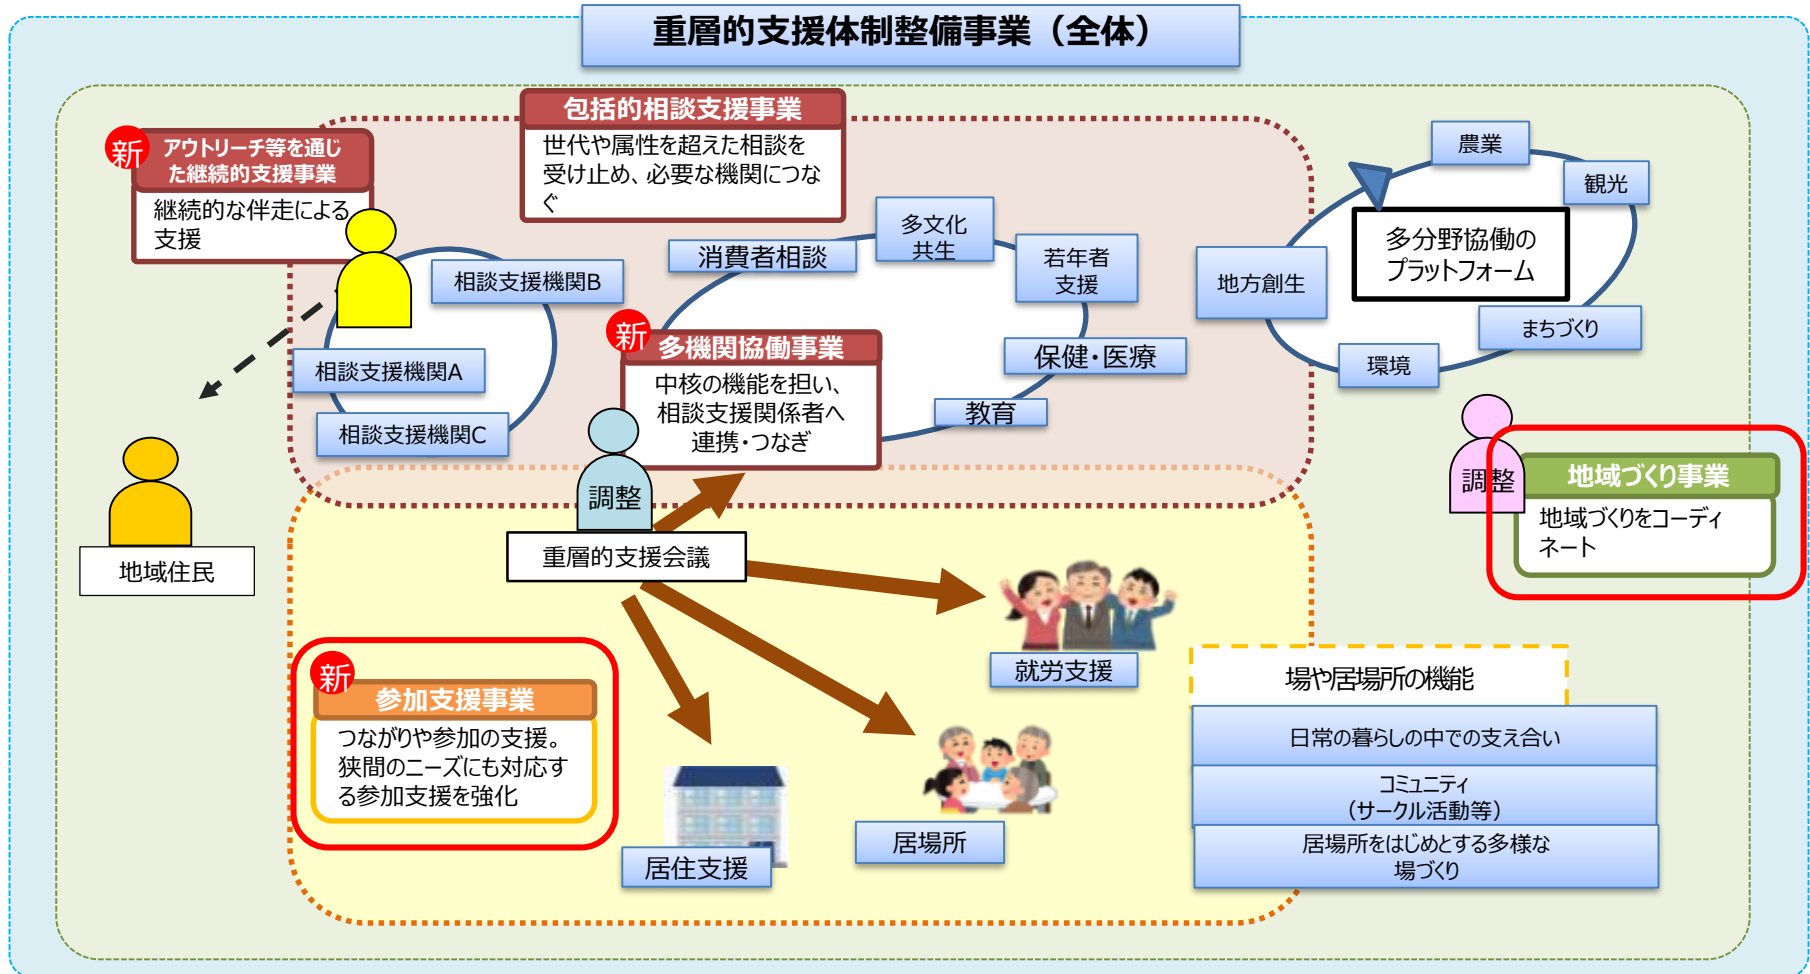 重層的支援体制整備事業（全体）
包括的相談支援事業
世代や属性を超えた相談を
受け止め、必要な機関につな
ぐ
新
アウトリーチ等を通じ
た継続的支援事業
継続的な伴走による
支援
相談支援機関B
相談支援機関A
相談支援機関C
消費者相談
多文化
共生
若年者
支援
保健・医療
教育
新
多機関協働事業
中核の機能を担い、
相談支援関係者へ
連携・つなぎ
農業
観光
多分野協働の
プラットフォーム
地方創生
まちづくり
環境
調整
地域づくり事業
地域づくりをコーディ
ネート
地域住民
調整
重層的支援会議
就労支援
新
参加支援事業
つながりや参加の支援。
狭間のニーズにも対応す
る参加支援を強化
居住支援
居場所
場や居場所の機能
日常の暮らしの中での支え合い
コミュニティ
（サークル活動等）
居場所をはじめとする多様な
場づくり